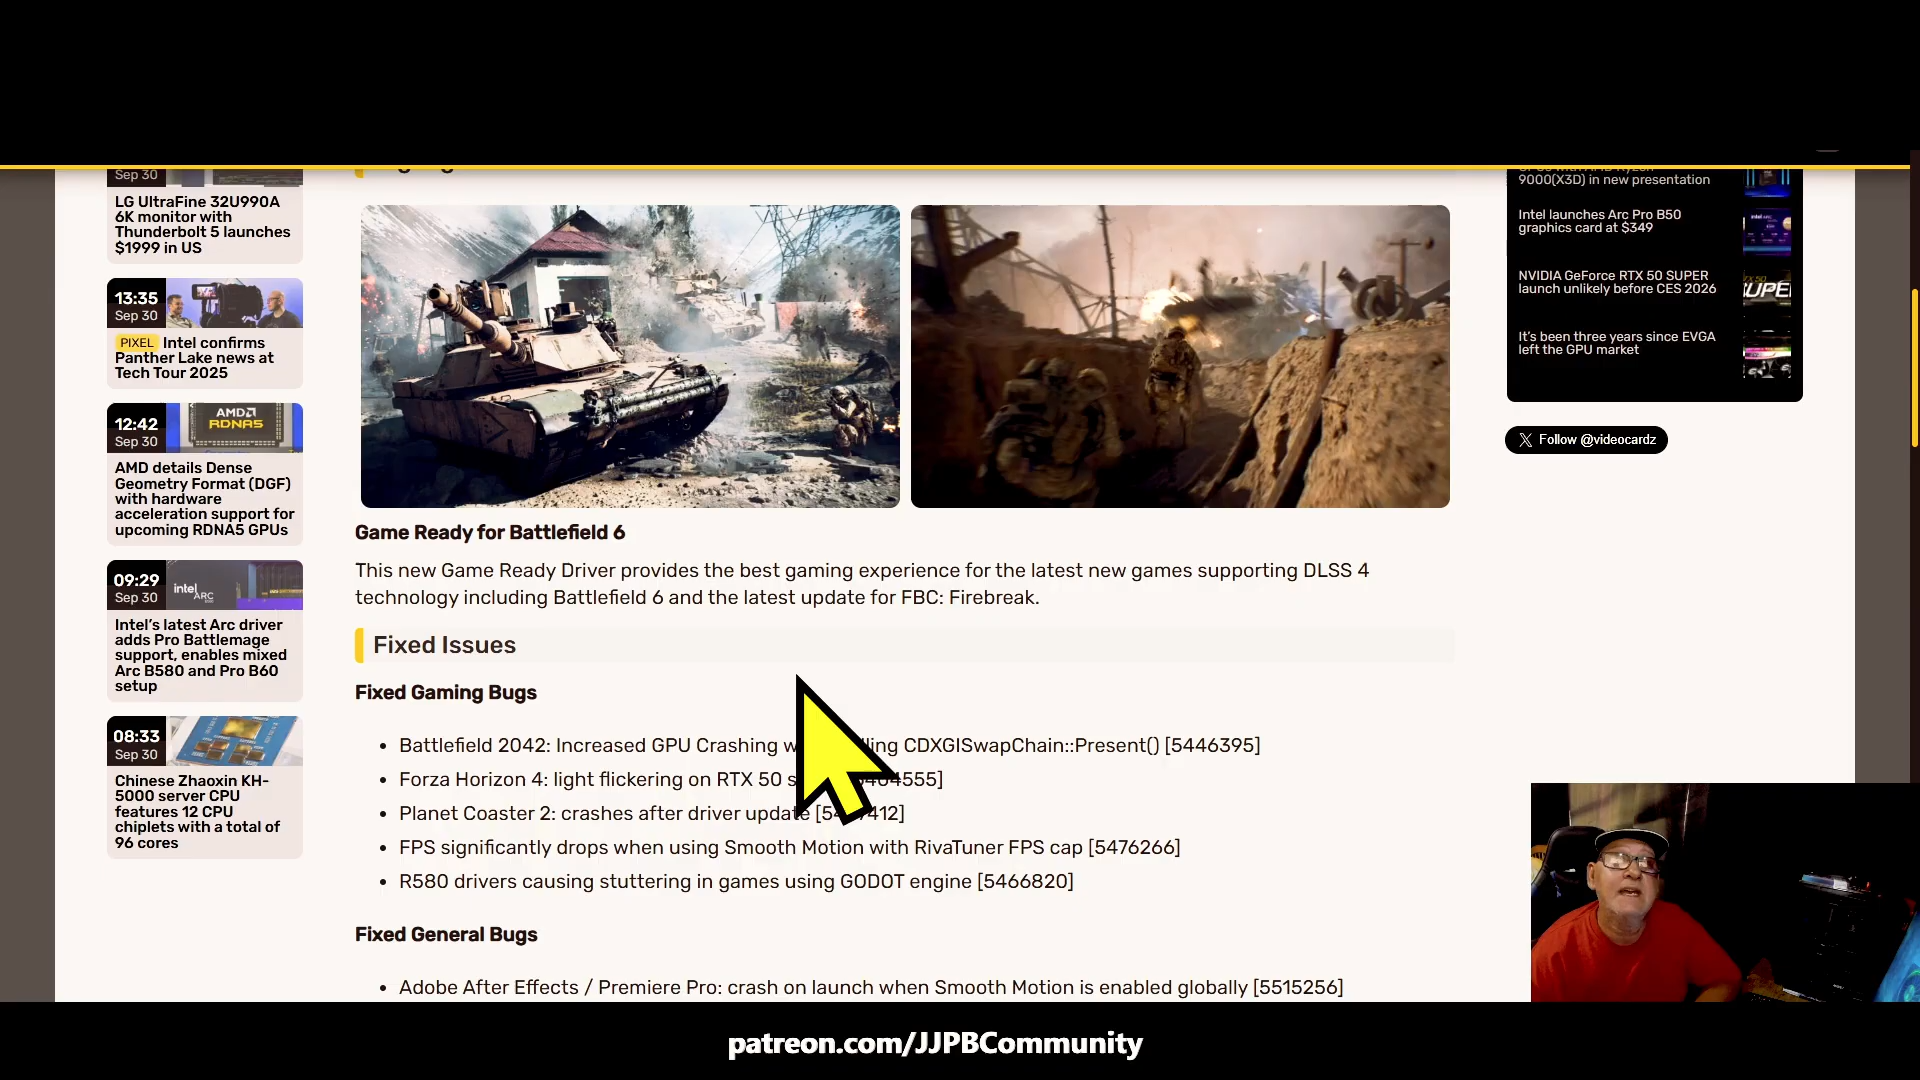 Sep 30
LG UltraFine 32U990A
6K monitor with
Thunderbolt 5 launches
$1999 in US
13:35
Sep 30
PIXEL Intel confirms
Panther Lake news at
Tech Tour 2025
12:42
Sep 30
AMD
RDNA5
AMD details Dense
Geometry Format (DGF)
with hardware
acceleration support for
upcoming RDNA5 GPUs
09:29
Sep 30
intel
ARC
Intel's latest Arc driver
adds Pro Battlemage
support, enables mixed
Arc B580 and Pro B60
setup
08:33
Sep 30
Chinese Zhaoxin KH-
5000 server CPU
features 12 CPU
chiplets with a total of
96 cores
Game Ready for Battlefield 6
This new Game Ready Driver provides the best gaming experience for the latest new games supporting DLSS 4
technology including Battlefield 6 and the latest update for FBC: Firebreak.
Fixed Issues
Fixed Gaming Bugs
• Battlefield 2042: Increased GPU Crashing CDXGISwapChain::Present() [5446395]
• Forza Horizon 4: light flickering on RTX 50
• Planet Coaster 2: crashes after driver update
• FPS significantly drops when using Smooth Motion with RivaTuner FPS cap [5476266]
• R580 drivers causing stuttering in games using GODOT engine [5466820]
Fixed General Bugs
• Adobe After Effects / Premiere Pro: crash on launch when Smooth Motion is enabled globally [5515256]
9000(X3D) in new presentation
Intel launches Arc Pro B50
graphics card at $349
NVIDIA GeForce RTX 50 SUPER
launch unlikely before CES 2026
It's been three years since EVGA
left the GPU market
Follow @videocardz
patreon.com/JJPBCommunity